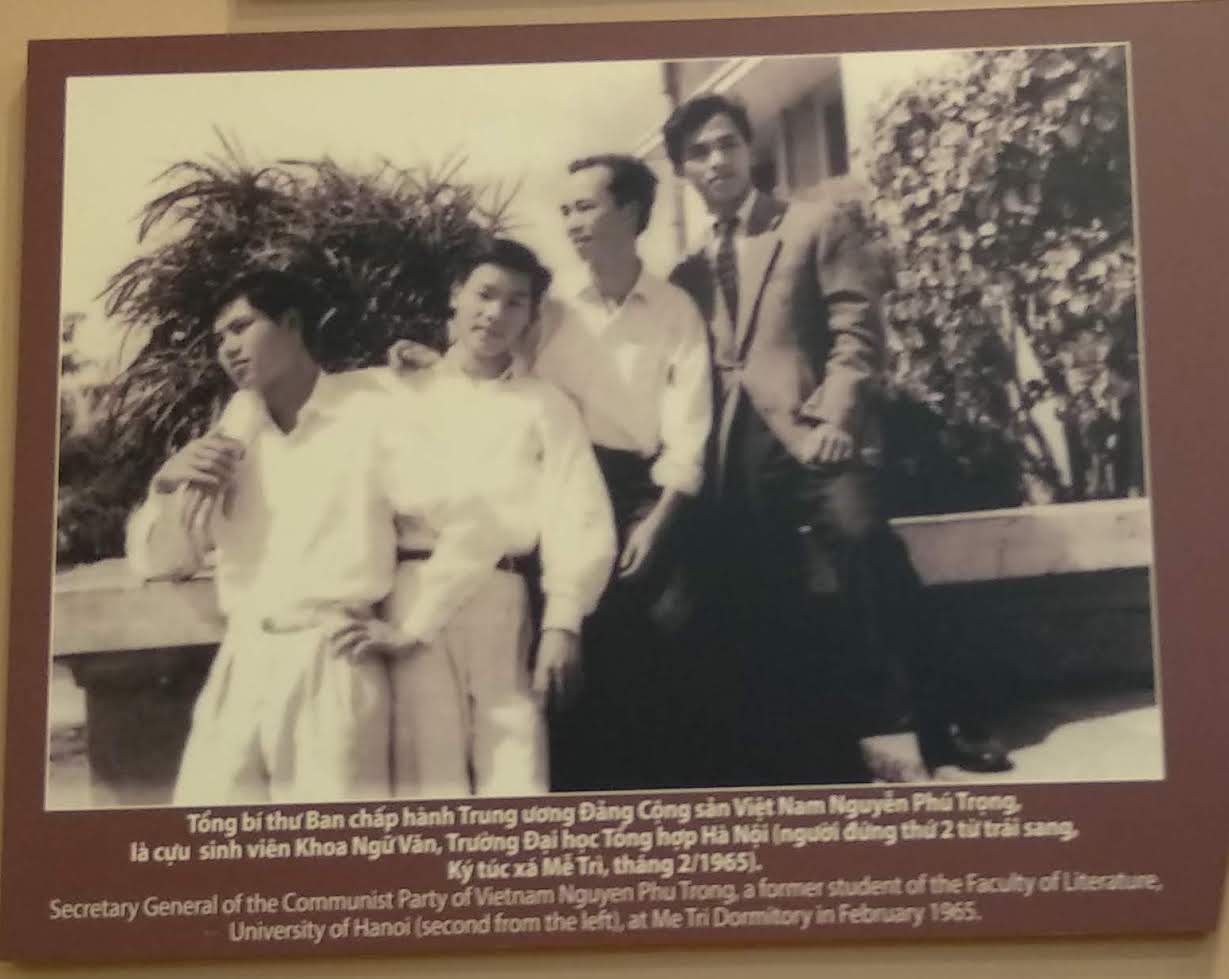 Tổng bí thư Ban chấp hành Trung ương Đảng Cộng sản Việt Nam Nguyễn Phú Trọng,
là cựu sinh viên Khoa Ngữ Văn, Trường Đại học Tổng hợp Hà Nội (người đứng thứ 2 từ trái sang,
Ký túc xá Mễ Trì, tháng 2/1965).
Secretary General of the Communist Party of Vietnam Nguyen Phu Trong, a former student of the Faculty of Literature,
University of Hanoi (second from the left), at Me Tri Dormitory in February 1965.